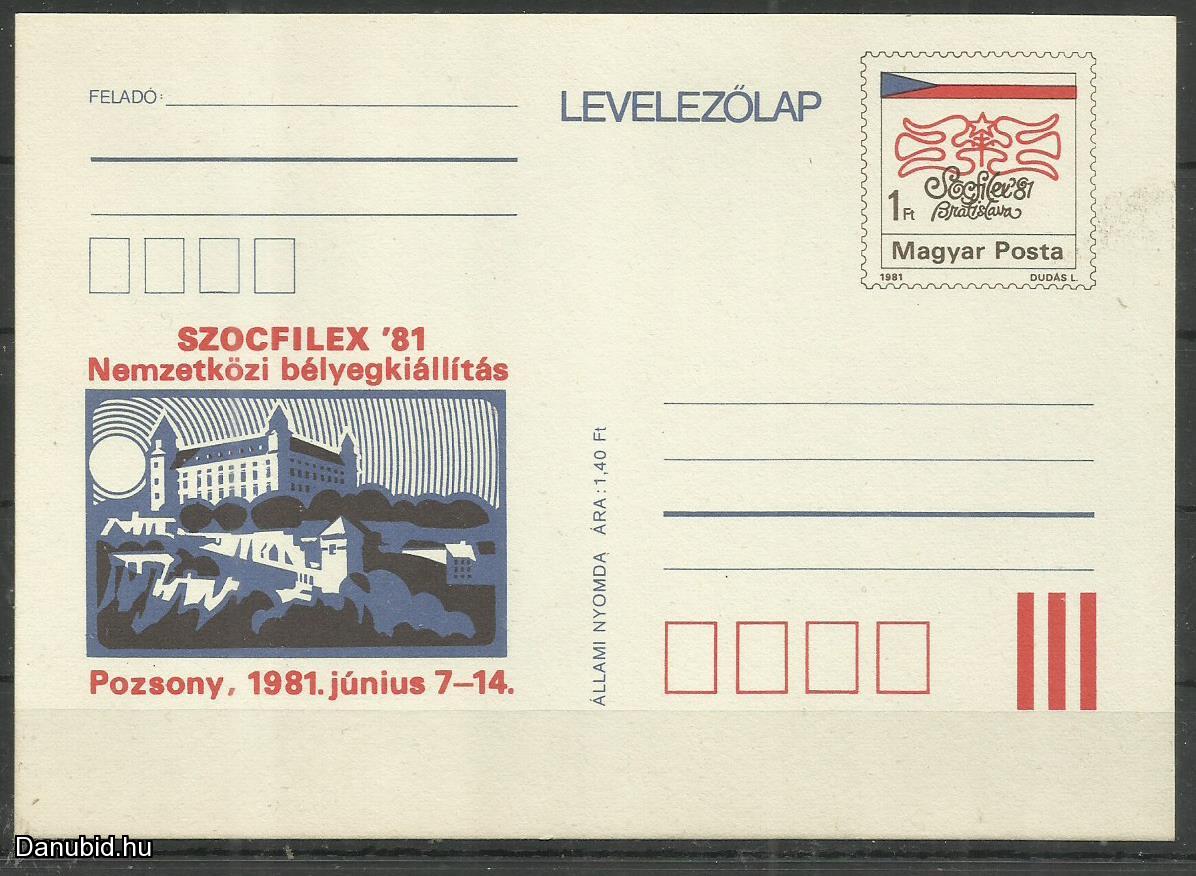 FELADÓ:
LEVELEZŐLAP
Szocfilex '81
Bratislava
1 Ft
Magyar Posta
1981 DUDÁS L.
SZOCFILEX '81
Nemzetközi bélyegkiállítás
Pozsony, 1981. június 7–14.
ÁLLAMI NYOMDA ÁRA: 1,40 Ft
Danubid.hu